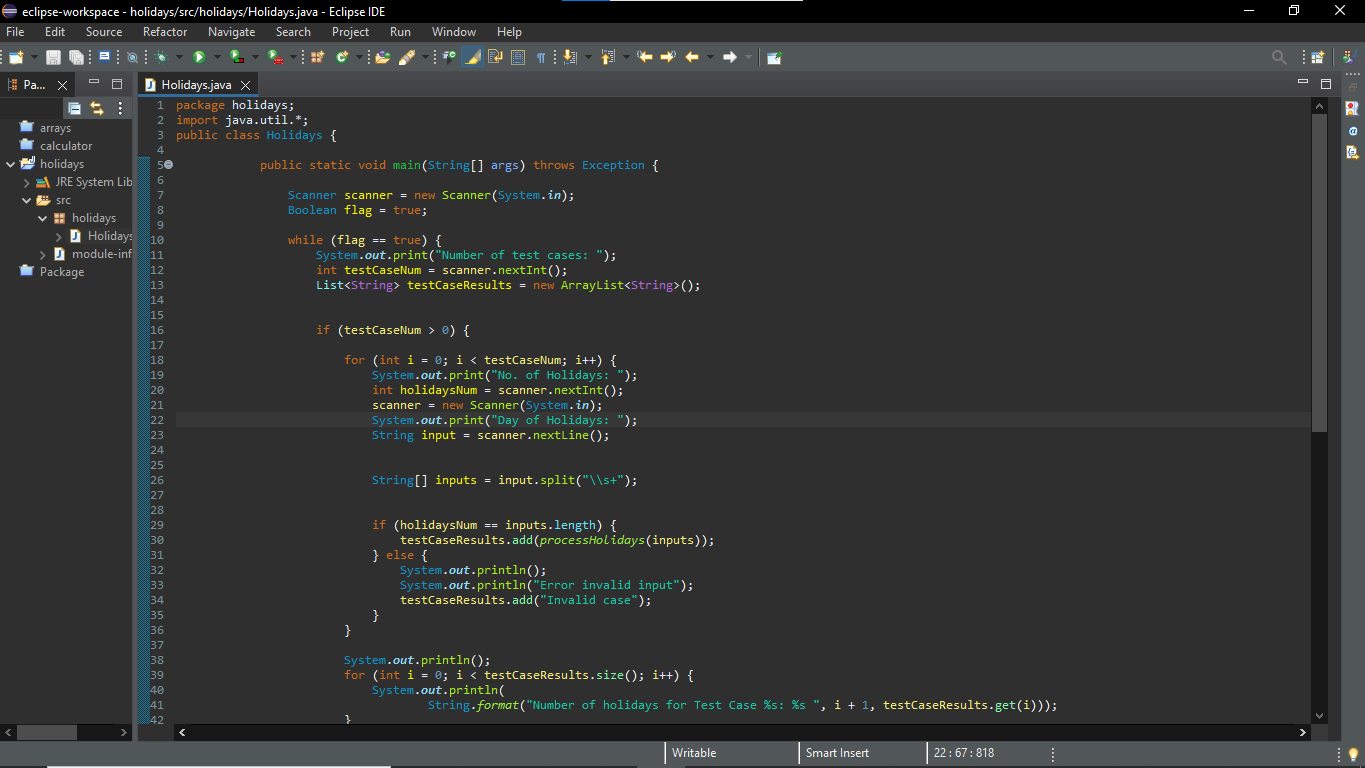 eclipse-workspace - holidays/src/holidays/Holidays.java - Eclipse IDE
File Edit Source Refactor Navigate Search Project Run Window Help
Pa...
Holidays.java
arrays
calculator
holidays
JRE System Lib
src
holidays
Holidays
module-inf
Package
1 package holidays;
2 import java.util.*;
3 public class Holidays {
4
5 public static void main(String[] args) throws Exception {
6
7 Scanner scanner = new Scanner(System.in);
8 Boolean flag = true;
9
10 while (flag == true) {
11 System.out.print("Number of test cases: ");
12 int testCaseNum = scanner.nextInt();
13 List<String> testCaseResults = new ArrayList<String>();
14
15
16 if (testCaseNum > 0) {
17
18 for (int i = 0; i < testCaseNum; i++) {
19 System.out.print("No. of Holidays: ");
20 int holidaysNum = scanner.nextInt();
21 scanner = new Scanner(System.in);
22 System.out.print("Day of Holidays: ");
23 String input = scanner.nextLine();
24
25
26 String[] inputs = input.split("\\s+");
27
28
29 if (holidaysNum == inputs.length) {
30 testCaseResults.add(processHolidays(inputs));
31 } else {
32 System.out.println();
33 System.out.println("Error invalid input");
34 testCaseResults.add("Invalid case");
35 }
36 }
37
38 System.out.println();
39 for (int i = 0; i < testCaseResults.size(); i++) {
40 System.out.println(
41 String.format("Number of holidays for Test Case %s: %s ", i + 1, testCaseResults.get(i)));
42 }
Writable
Smart Insert
22 : 67 : 818